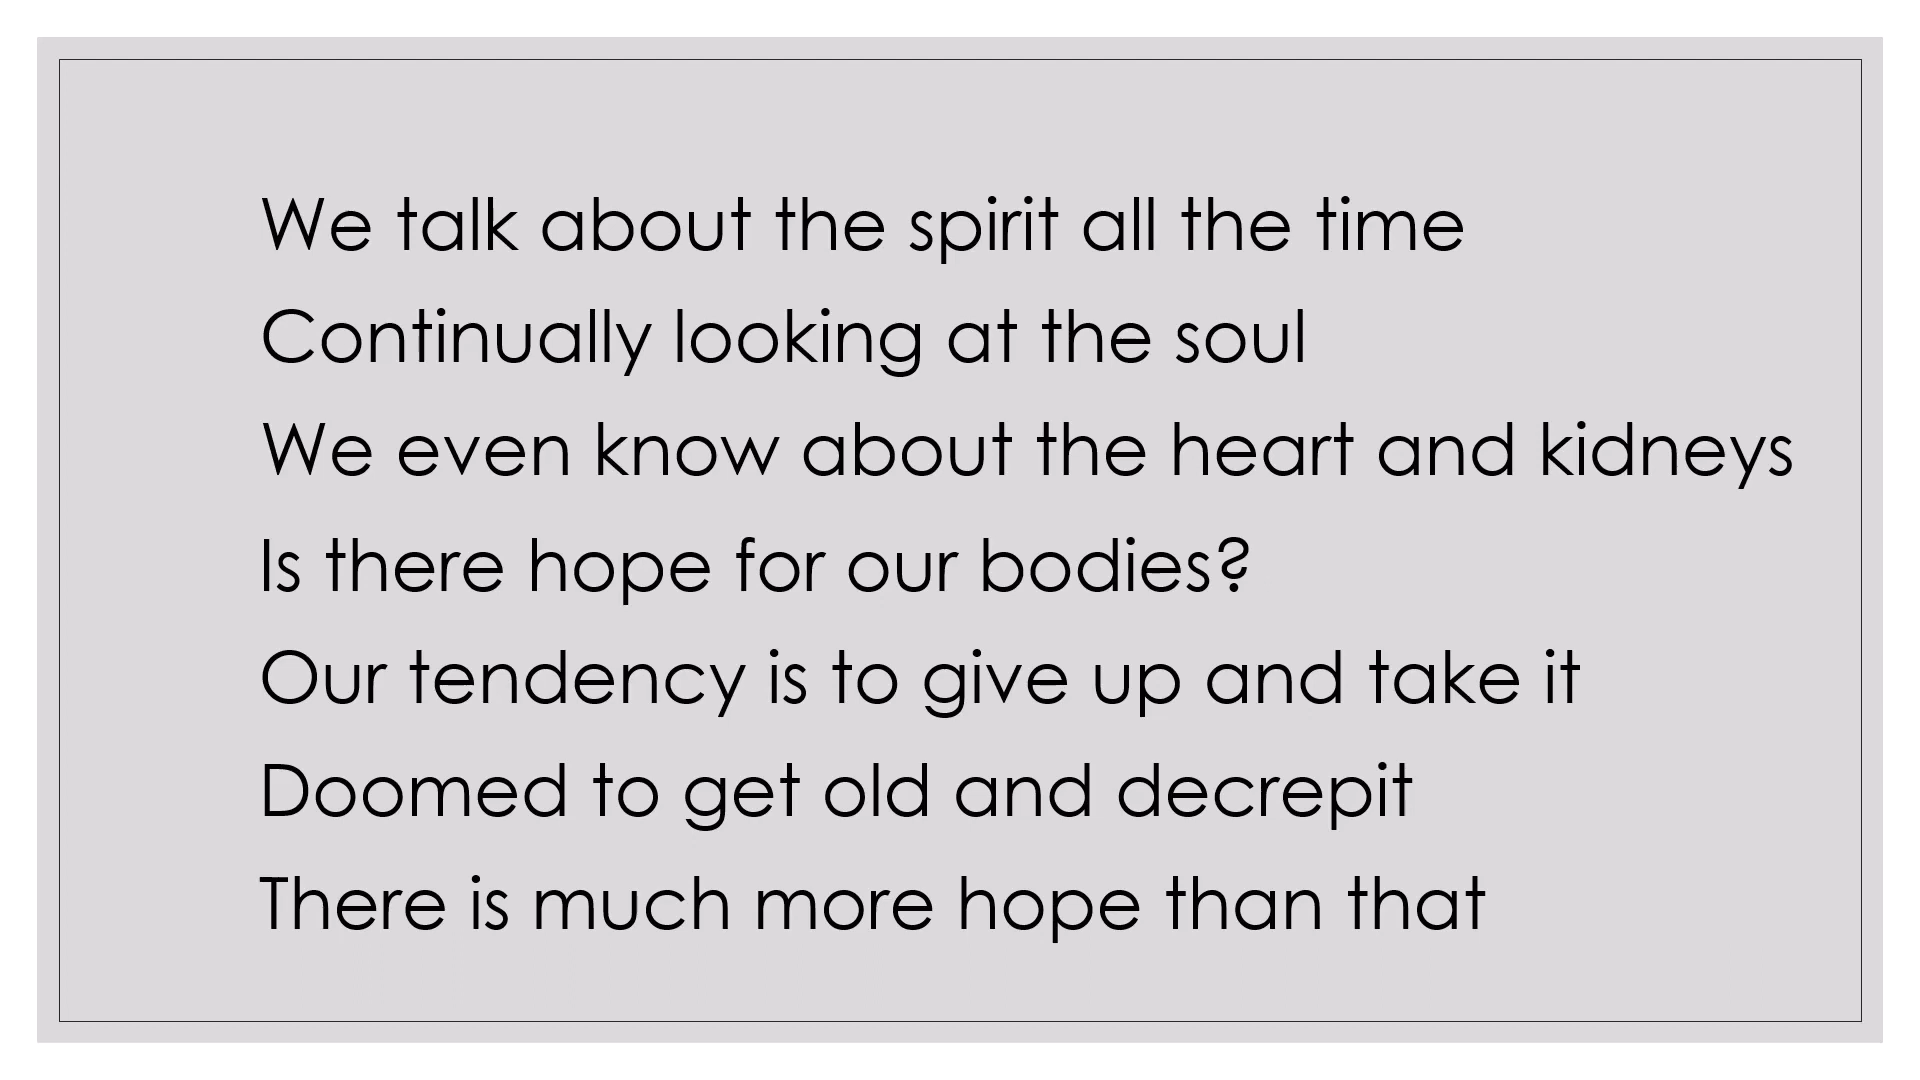 We talk about the spirit all the time
Continually looking at the soul
We even know about the heart and kidneys
Is there hope for our bodies?
Our tendency is to give up and take it
Doomed to get old and decrepit
There is much more hope than that